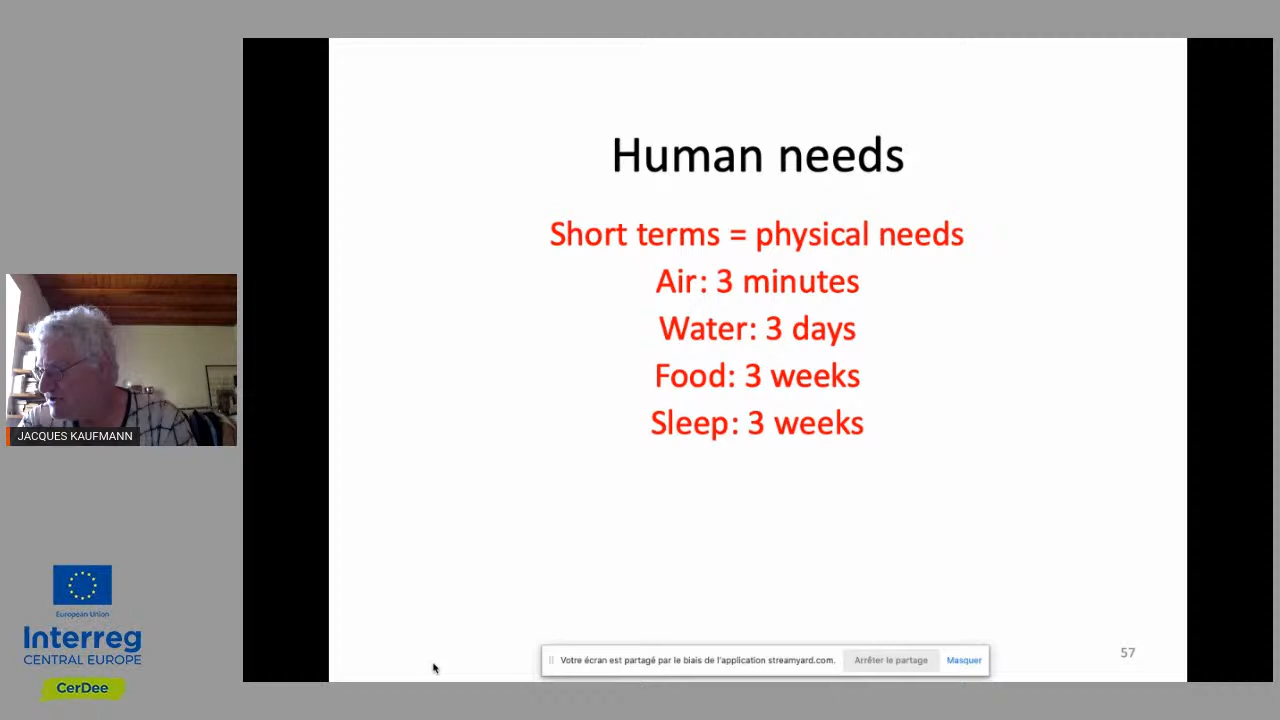 Human needs
Short terms = physical needs
Air: 3 minutes
Water: 3 days
Food: 3 weeks
Sleep: 3 weeks
JACQUES KAUFMANN
European Union
Interreg
CENTRAL EUROPE
CerDee
Votre écran est partagé par le biais de l'application streamyard.com. Arrêter le partage Masquer
57